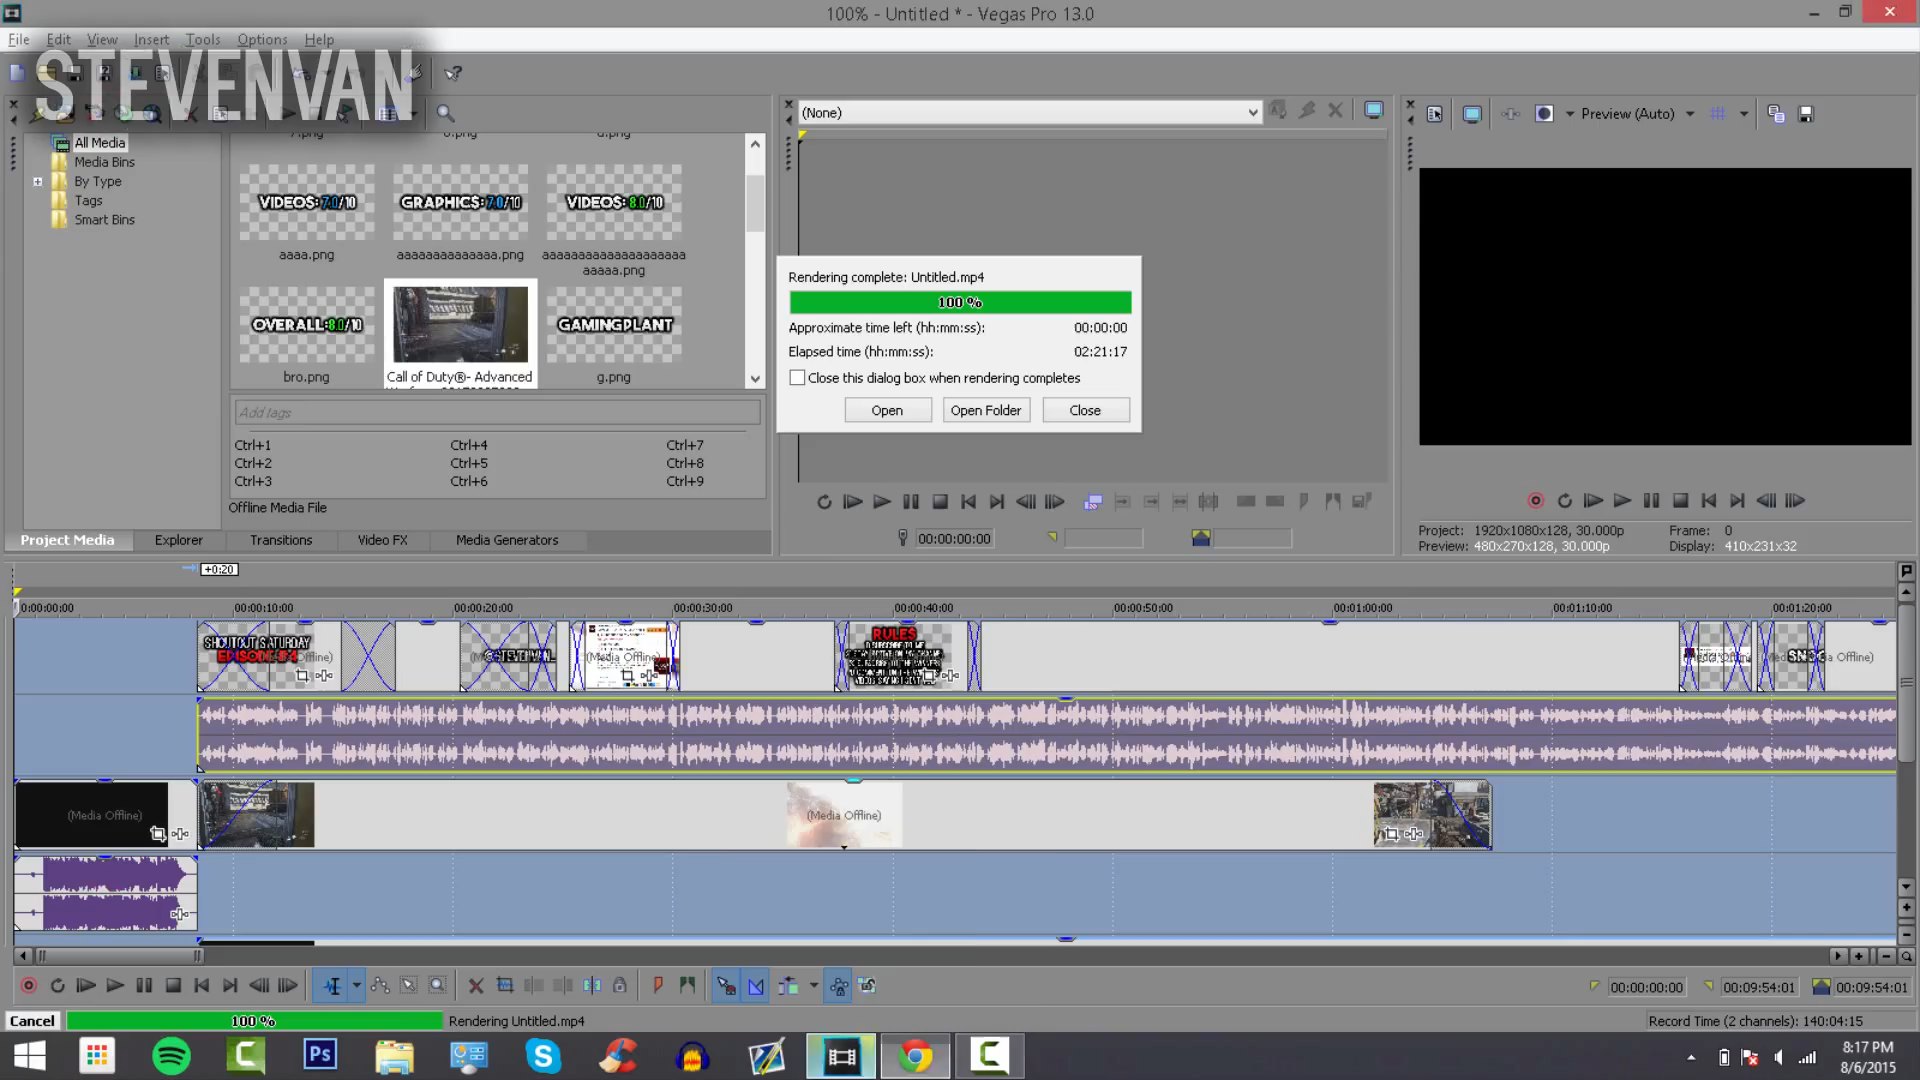 100% - Untitled * - Vegas Pro 13.0
File Edit View Insert Tools Options Help
STEVENVAN
All Media
Media Bins
By Type
Tags
Smart Bins
VIDEOS: 7.0/10
GRAPHICS: 7.0/10
VIDEOS: 8.0/10
aaaa.png
aaaaaaaaaaaaaa.png
OVERALL:8.0/10
GAMINGPLANT
bro.png
Call of Duty®- Advanced
g.png
Add tags
Ctrl+1 Ctrl+4 Ctrl+7
Ctrl+2 Ctrl+5 Ctrl+8
Ctrl+3 Ctrl+6 Ctrl+9
Offline Media File
Project Media Explorer Transitions Video FX Media Generators
(None)
Rendering complete: Untitled.mp4
100 %
Approximate time left (hh:mm:ss): 00:00:00
Elapsed time (hh:mm:ss): 02:21:17
Close this dialog box when rendering completes
Open Open Folder Close
00:00:00:00
Preview (Auto)
Project: 1920x1080x128, 30.000p Frame: 0
Preview: 480x270x128, 30.000p Display: 410x231x32
+0:20
0:00:00:00 00:00:10:00 00:00:20:00 00:00:30:00 00:00:40:00 00:00:50:00 00:01:00:00 00:01:10:00 00:01:20:00
SHOUTOUT SATURDAY
(Media Offline)
RULES
(Media Offline)
(Media Offline)
00:00:00:00 00:09:54:01 00:09:54:01
Cancel 100 % Rendering Untitled.mp4 Record Time (2 channels): 140:04:15
Ps
8:17 PM
8/6/2015